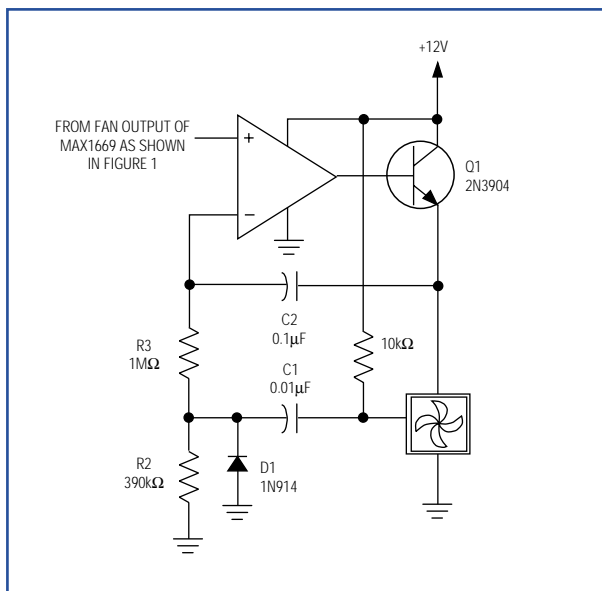 +12V
FROM FAN OUTPUT OF
MAX1669 AS SHOWN
IN FIGURE 1
+
Q1
2N3904
−
C2
0.1µF
R3
1MΩ
10kΩ
C1
0.01µF
R2
390kΩ
D1
1N914